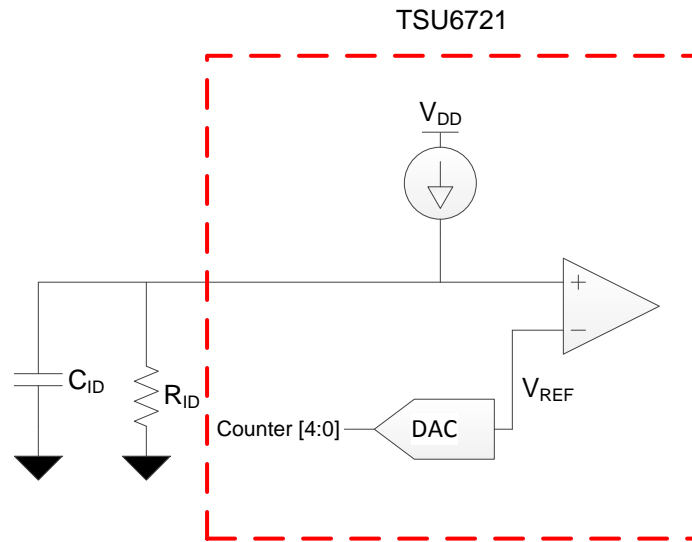 TSU6721
VDD
+
−
CID
RID
VREF
Counter [4:0]
DAC